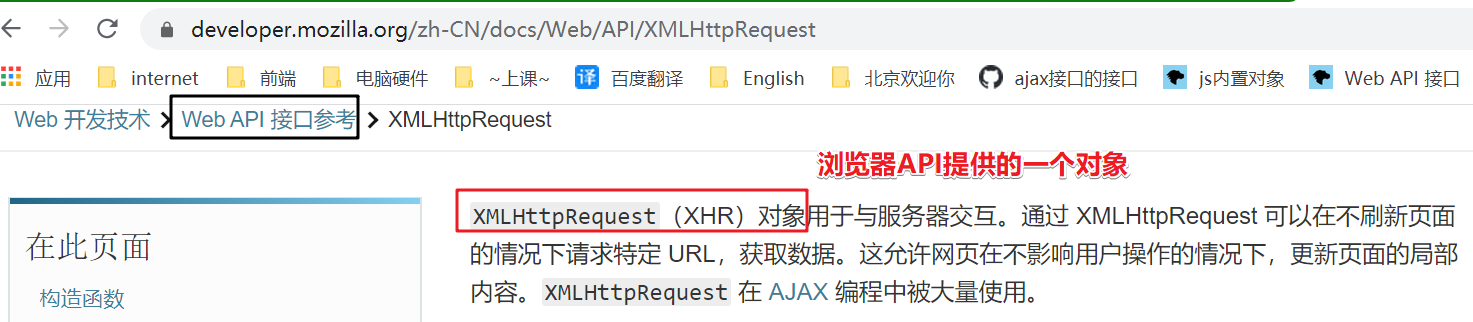 developer.mozilla.org/zh-CN/docs/Web/API/XMLHttpRequest
应用 internet 前端 电脑硬件 ~上课~ 译 百度翻译 English 北京欢迎你 ajax接口的接口 js内置对象 Web API 接口
Web 开发技术 > Web API 接口参考 > XMLHttpRequest
浏览器API提供的一个对象
XMLHttpRequest（XHR）对象用于与服务器交互。通过 XMLHttpRequest 可以在不刷新页面
在此页面
的情况下请求特定 URL，获取数据。这允许网页在不影响用户操作的情况下，更新页面的局部
构造函数
内容。XMLHttpRequest 在 AJAX 编程中被大量使用。